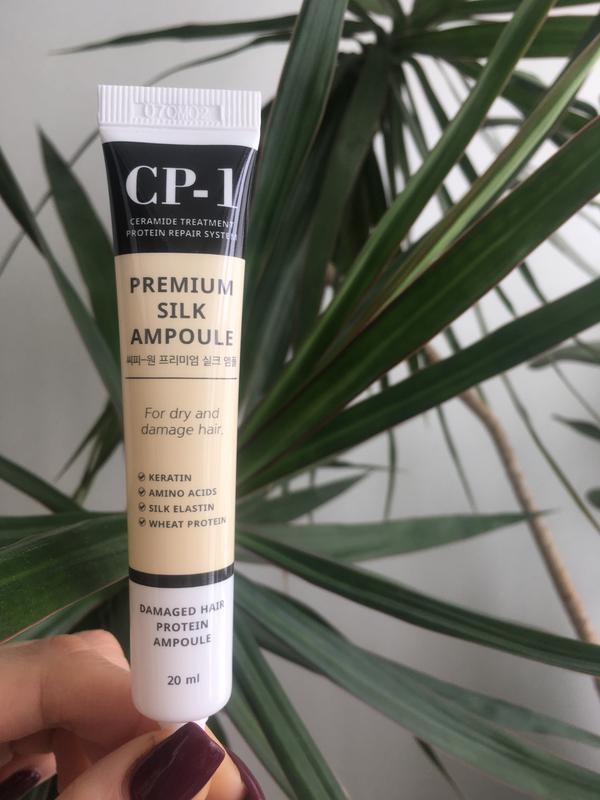 07OM02
CP-1
CERAMIDE TREATMENT
PROTEIN REPAIR SYSTEM
PREMIUM
SILK
AMPOULE
씨피-원 프리미엄 실크 앰플
For dry and
damage hair.
KERATIN
AMINO ACIDS
SILK ELASTIN
WHEAT PROTEIN
DAMAGED HAIR
PROTEIN
AMPOULE
20 ml